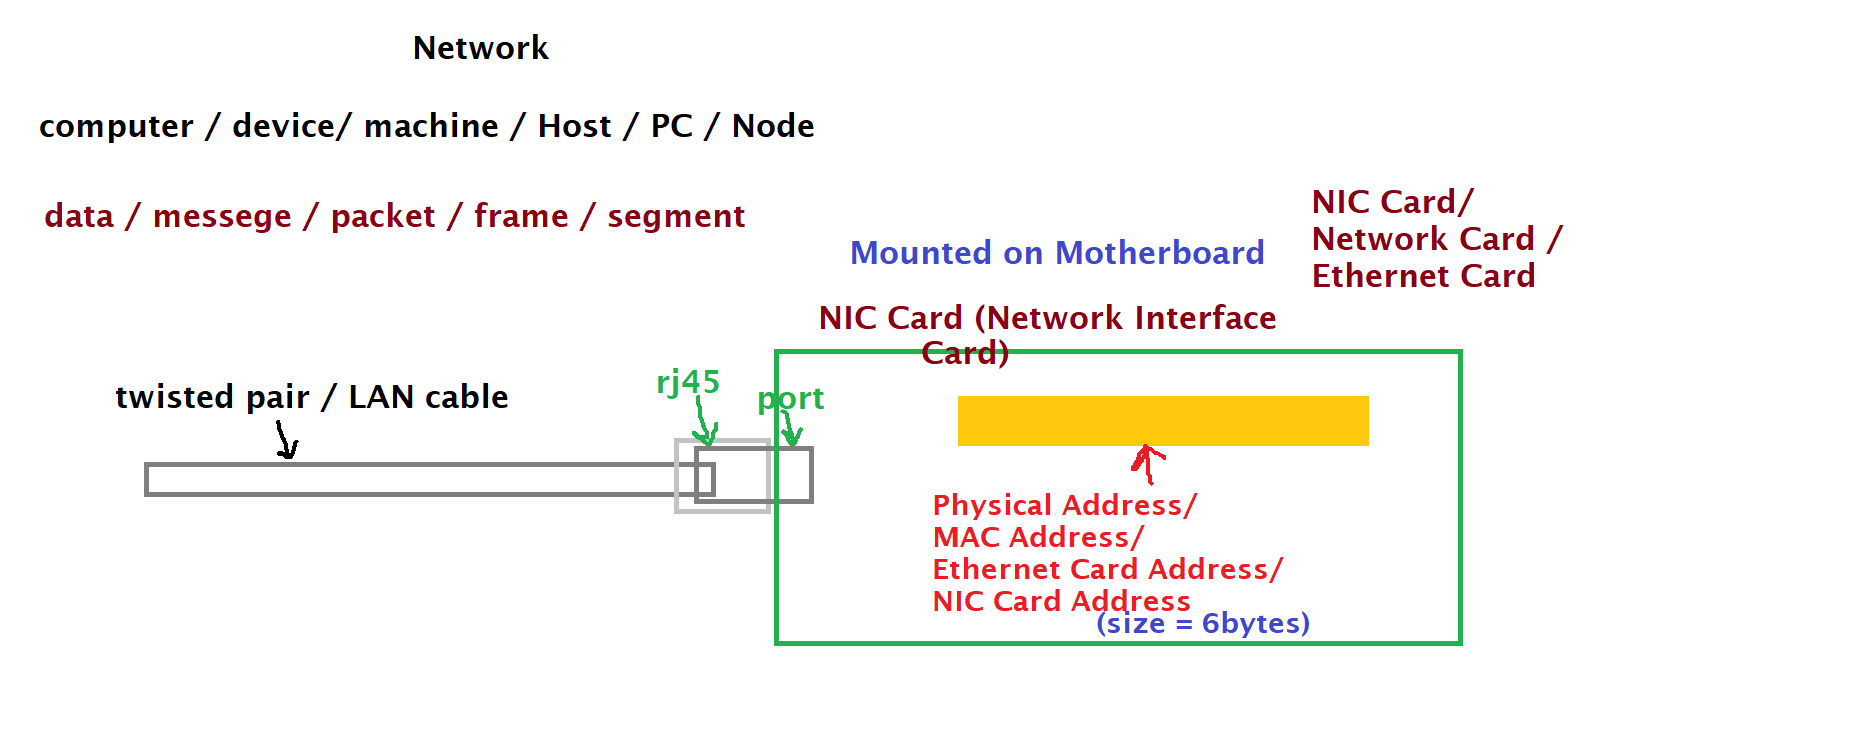 Network
computer / device/ machine / Host / PC / Node
data / messege / packet / frame / segment
NIC Card/
Network Card /
Ethernet Card
Mounted on Motherboard
NIC Card (Network Interface
Card)
twisted pair / LAN cable
rj45
port
Physical Address/
MAC Address/
Ethernet Card Address/
NIC Card Address
(size = 6bytes)